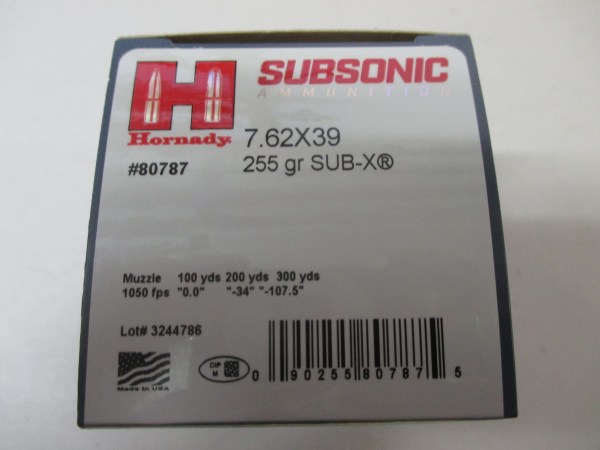 H
Hornady.
SUBSONIC
AMMUNITION
7.62X39
#80787
255 gr SUB-X®
Muzzle 100 yds 200 yds 300 yds
1050 fps "0.0" "-34" "-107.5"
Lot# 3244786
Made in USA
CIP
M
0 90255 80787 5